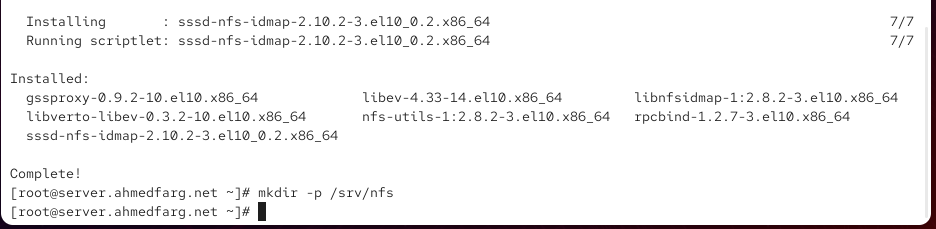 Installing       : sssd-nfs-idmap-2.10.2-3.el10_0.2.x86_64                                                  7/7
Running scriptlet: sssd-nfs-idmap-2.10.2-3.el10_0.2.x86_64                                                  7/7
Installed:
gssproxy-0.9.2-10.el10.x86_64             libev-4.33-14.el10.x86_64         libnfsidmap-1:2.8.2-3.el10.x86_64
libverto-libev-0.3.2-10.el10.x86_64       nfs-utils-1:2.8.2-3.el10.x86_64   rpcbind-1.2.7-3.el10.x86_64
sssd-nfs-idmap-2.10.2-3.el10_0.2.x86_64
Complete!
[root@server.ahmedfarg.net ~]# mkdir -p /srv/nfs
[root@server.ahmedfarg.net ~]#